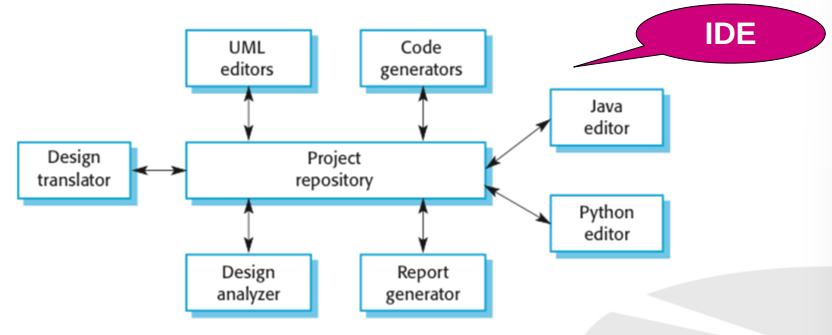 IDE
UML
editors
Code
generators
Java
editor
Design
translator
Project
repository
Python
editor
Design
analyzer
Report
generator